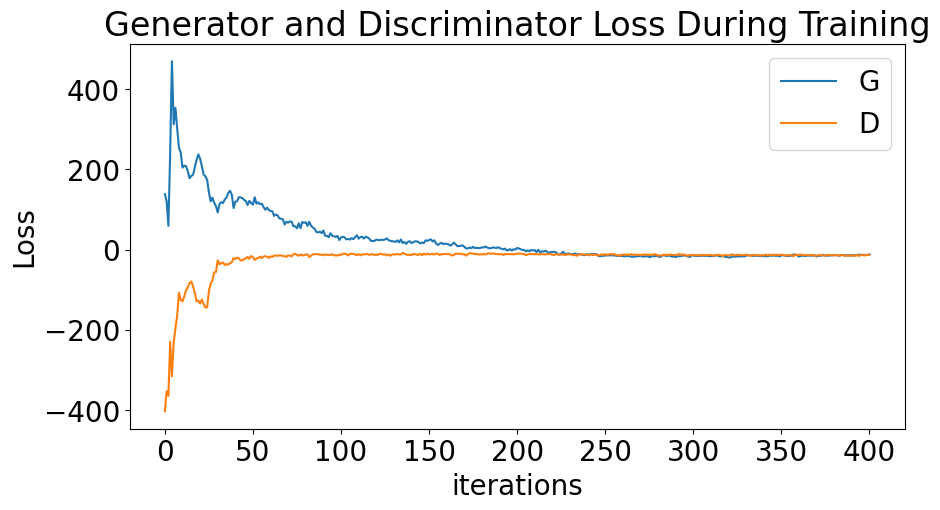 Generator and Discriminator Loss During Training
G
D
Loss
400
200
0
−200
−400
0 50 100 150 200 250 300 350 400
iterations